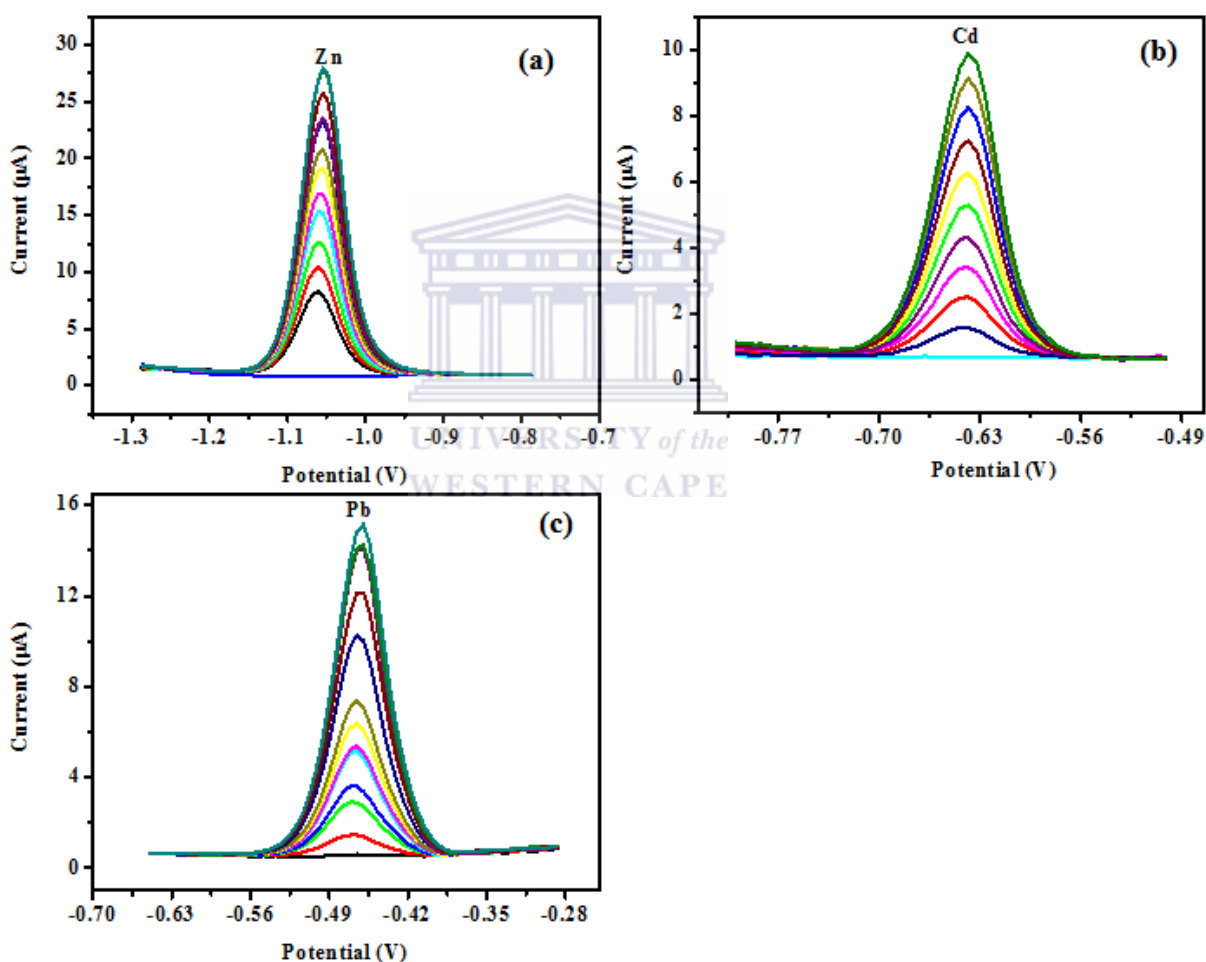 (a)
Zn
30
25
20
15
10
5
0
Current (µA)
-1.3 -1.2 -1.1 -1.0 -0.9 -0.8 -0.7
Potential (V)
(b)
Cd
10
8
6
4
2
0
Current (µA)
-0.77 -0.70 -0.63 -0.56 -0.49
Potential (V)
UNIVERSITY of the
WESTERN CAPE
(c)
Pb
16
12
8
4
0
Current (µA)
-0.70 -0.63 -0.56 -0.49 -0.42 -0.35 -0.28
Potential (V)